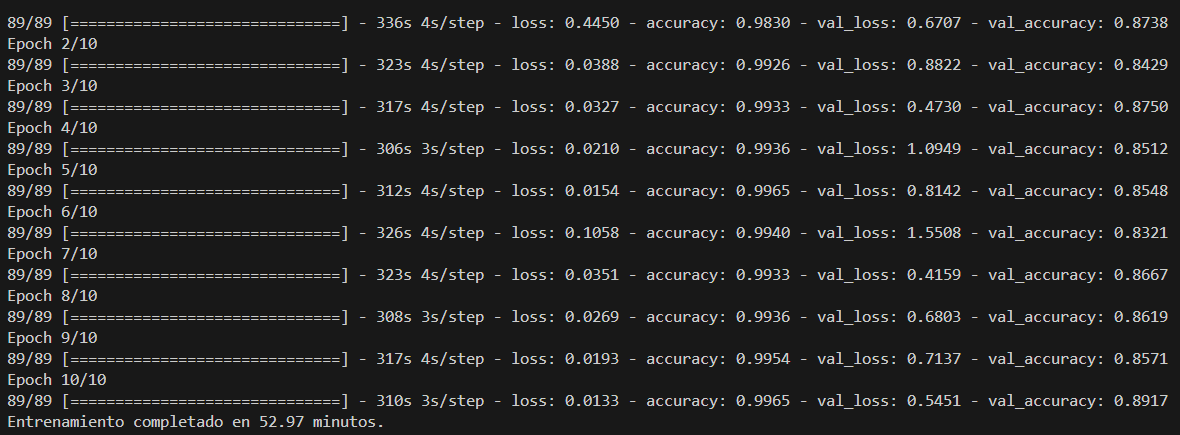 89/89 [==============================] - 336s 4s/step - loss: 0.4450 - accuracy: 0.9830 - val_loss: 0.6707 - val_accuracy: 0.8738
Epoch 2/10
89/89 [==============================] - 323s 4s/step - loss: 0.0388 - accuracy: 0.9926 - val_loss: 0.8822 - val_accuracy: 0.8429
Epoch 3/10
89/89 [==============================] - 317s 4s/step - loss: 0.0327 - accuracy: 0.9933 - val_loss: 0.4730 - val_accuracy: 0.8750
Epoch 4/10
89/89 [==============================] - 306s 3s/step - loss: 0.0210 - accuracy: 0.9936 - val_loss: 1.0949 - val_accuracy: 0.8512
Epoch 5/10
89/89 [==============================] - 312s 4s/step - loss: 0.0154 - accuracy: 0.9965 - val_loss: 0.8142 - val_accuracy: 0.8548
Epoch 6/10
89/89 [==============================] - 326s 4s/step - loss: 0.1058 - accuracy: 0.9940 - val_loss: 1.5508 - val_accuracy: 0.8321
Epoch 7/10
89/89 [==============================] - 323s 4s/step - loss: 0.0351 - accuracy: 0.9933 - val_loss: 0.4159 - val_accuracy: 0.8667
Epoch 8/10
89/89 [==============================] - 308s 3s/step - loss: 0.0269 - accuracy: 0.9936 - val_loss: 0.6803 - val_accuracy: 0.8619
Epoch 9/10
89/89 [==============================] - 317s 4s/step - loss: 0.0193 - accuracy: 0.9954 - val_loss: 0.7137 - val_accuracy: 0.8571
Epoch 10/10
89/89 [==============================] - 310s 3s/step - loss: 0.0133 - accuracy: 0.9965 - val_loss: 0.5451 - val_accuracy: 0.8917
Entrenamiento completado en 52.97 minutos.